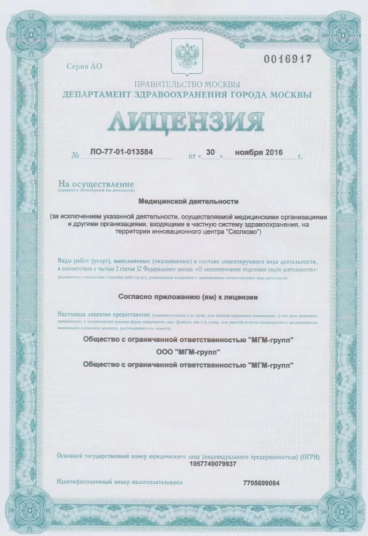 Серия ЛО
0016917
ПРАВИТЕЛЬСТВО МОСКВЫ
ДЕПАРТАМЕНТ ЗДРАВООХРАНЕНИЯ ГОРОДА МОСКВЫ
ЛИЦЕНЗИЯ
№ ЛО-77-01-013584 от « 30 » ноября 2016 г.
На осуществление
Медицинской деятельности
(за исключением указанной деятельности, осуществляемой медицинскими организациями
и другими организациями, входящими в частную систему здравоохранения, на
территории инновационного центра "Сколково")
Виды работ (услуг), выполняемых (оказываемых) в составе лицензируемого вида деятельности,
в соответствии с частью 2 статьи 12 Федерального закона «О лицензировании отдельных видов деятельности»:
Согласно приложению (ям) к лицензии
Настоящая лицензия предоставлена
Общество с ограниченной ответственностью "МГМ-групп"
ООО "МГМ-групп"
Общество с ограниченной ответственностью "МГМ-групп"
Основной государственный номер юридического лица (индивидуального предпринимателя) (ОГРН)
1057749079937
Идентификационный номер налогоплательщика 7705699084